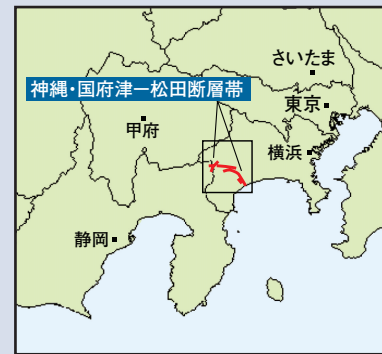 さいたま
神縄・国府津ー松田断層帯
東京
甲府
横浜
静岡